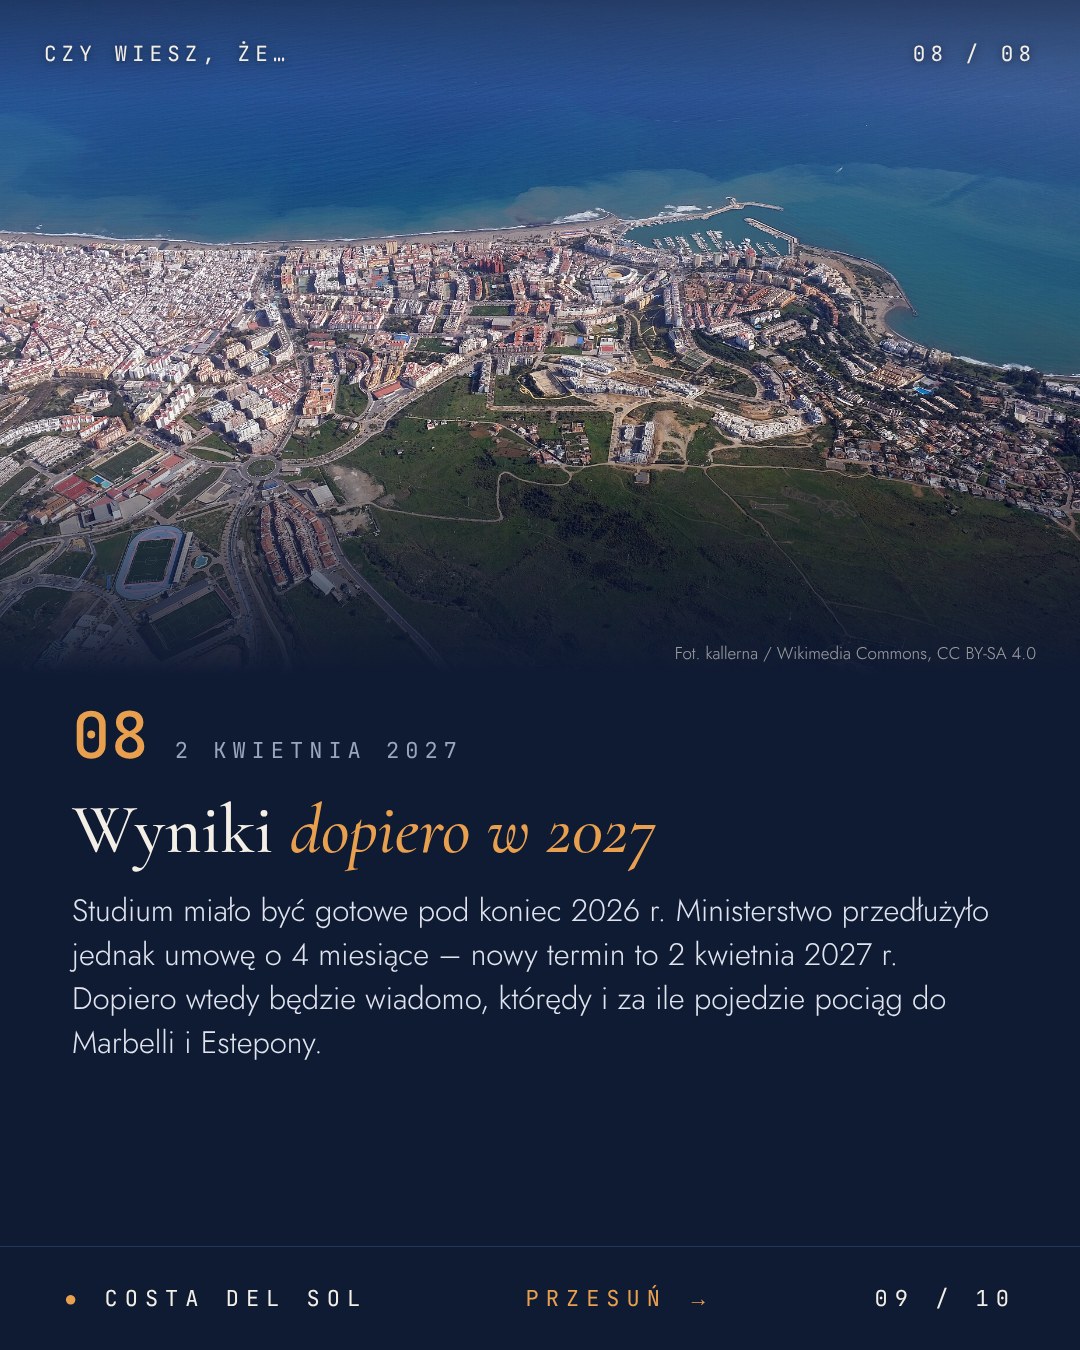 CZY WIESZ, ŻE…
08 / 08
Fot. kallerna / Wikimedia Commons, CC BY-SA 4.0
08 2 KWIETNIA 2027
Wyniki dopiero w 2027
Studium miało być gotowe pod koniec 2026 r. Ministerstwo przedłużyło
jednak umowę o 4 miesiące – nowy termin to 2 kwietnia 2027 r.
Dopiero wtedy będzie wiadomo, którędy i za ile pojedzie pociąg do
Marbelli i Estepony.
• COSTA DEL SOL
PRZESUŃ →
09 / 10